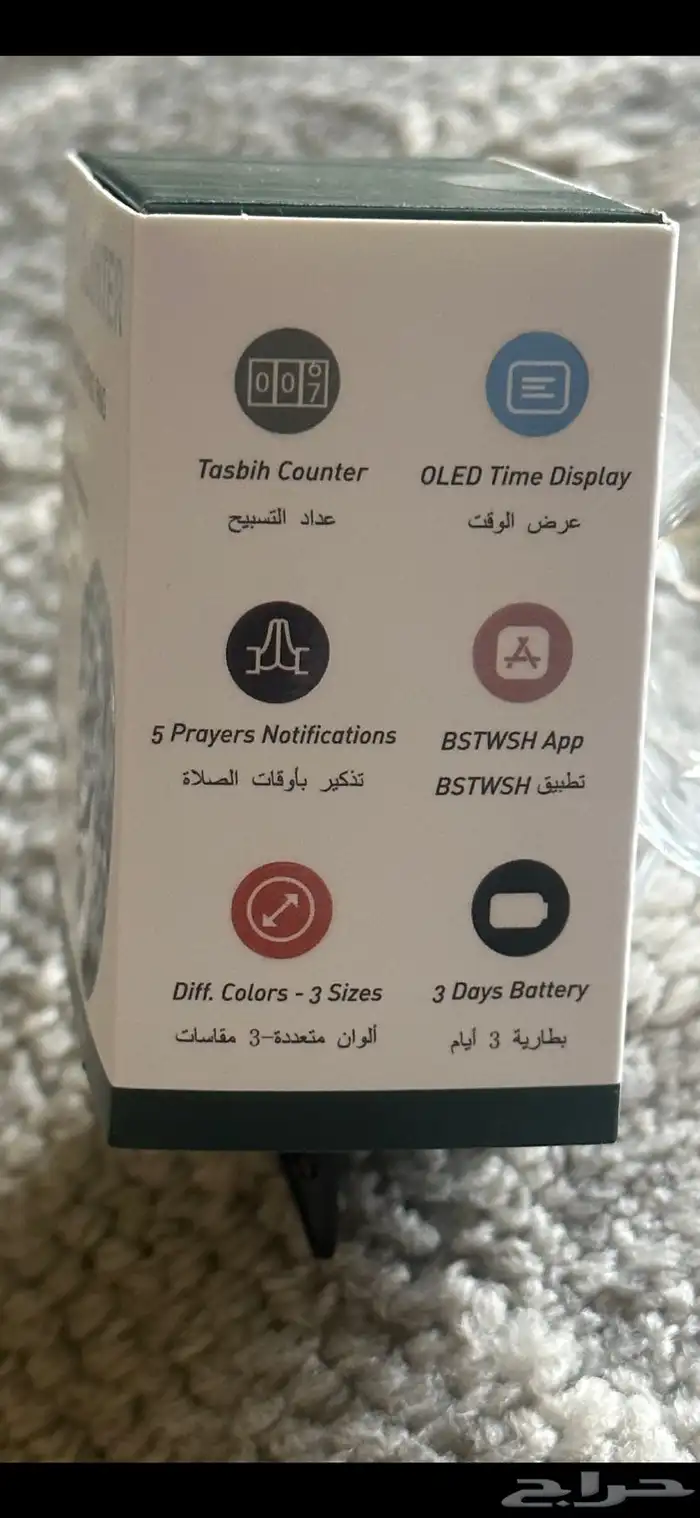 Tasbih Counter
عداد التسبيح
OLED Time Display
عرض الوقت
5 Prayers Notifications
تذكير بأوقات الصلاة
BSTWSH App
تطبيق BSTWSH
Diff. Colors - 3 Sizes
ألوان متعددة-3 مقاسات
3 Days Battery
بطارية 3 أيام
حراج